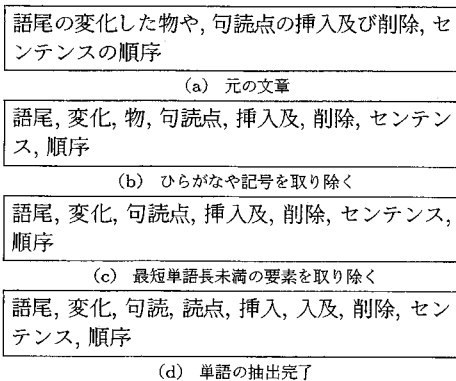 語尾の変化した物や, 句読点の挿入及び削除, セ
ンテンスの順序
(a) 元の文章
語尾, 変化, 物, 句読点, 挿入及, 削除, センテン
ス, 順序
(b) ひらがなや記号を取り除く
語尾, 変化, 句読点, 挿入及, 削除, センテンス,
順序
(c) 最短単語長未満の要素を取り除く
語尾, 変化, 句読, 読点, 挿入, 入及, 削除, セン
テンス, 順序
(d) 単語の抽出完了